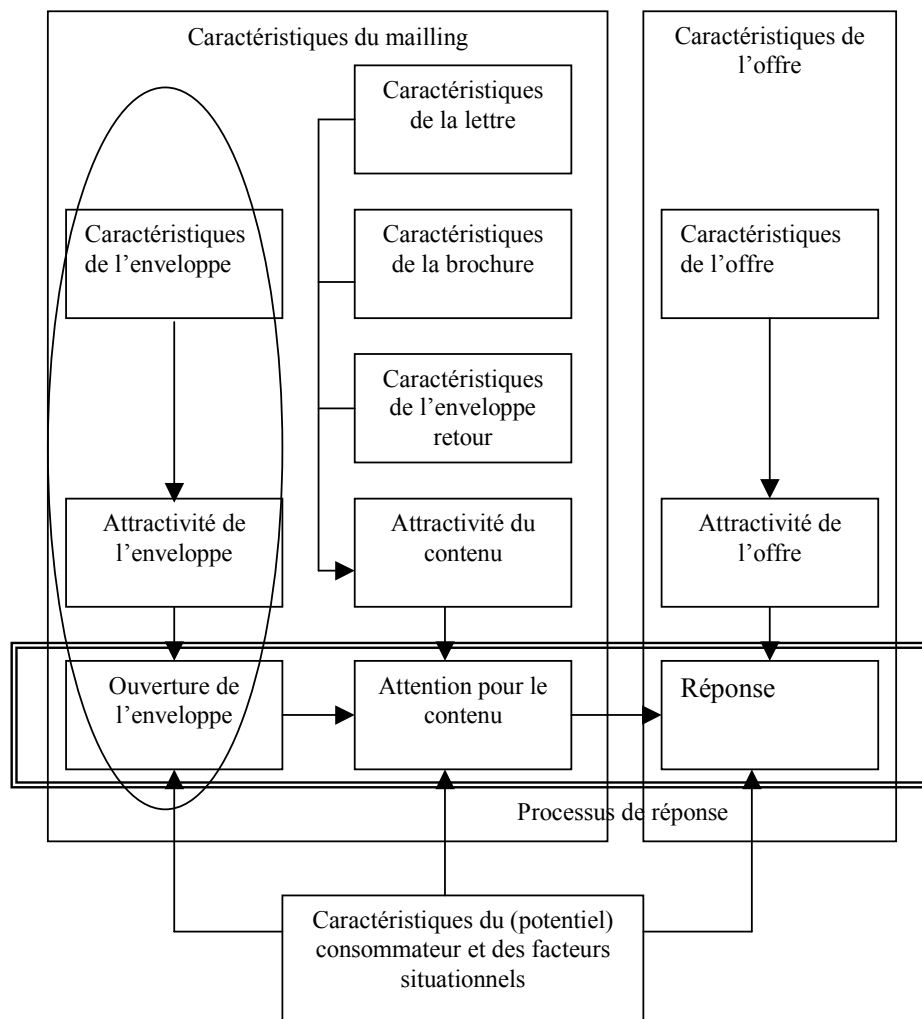 Caractéristiques du mailling
Caractéristiques de
l’offre
Caractéristiques
de la lettre
Caractéristiques
de l’enveloppe
Caractéristiques
de la brochure
Caractéristiques
de l’offre
Caractéristiques
de l’enveloppe
retour
Attractivité de
l’enveloppe
Attractivité du
contenu
Attractivité de
l’offre
Ouverture de
l’enveloppe
Attention pour le
contenu
Réponse
Processus de réponse
Caractéristiques du (potentiel)
consommateur et des facteurs
situationnels